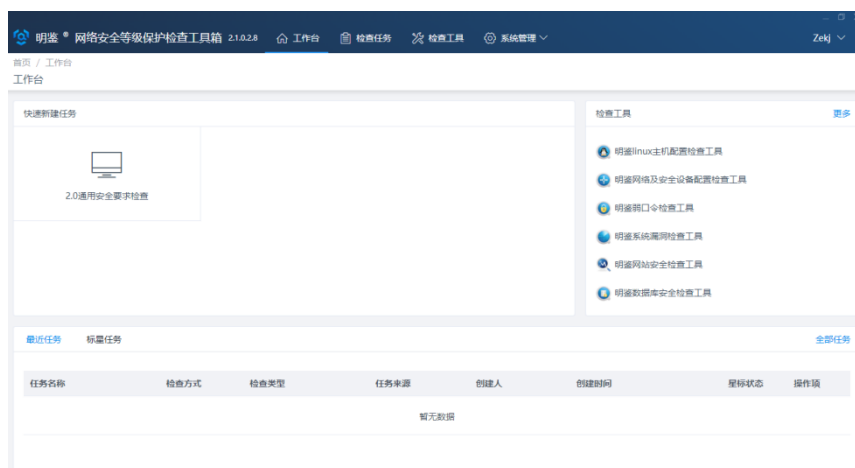 明鉴 ® 网络安全等级保护检查工具箱 2.1.0.2.8 工作台 检查任务 检查工具 系统管理 Zekj
首页 / 工作台
工作台
快速新建任务
2.0通用安全要求检查
检查工具 更多
明鉴linux主机配置检查工具
明鉴网络及安全设备配置检查工具
明鉴弱口令检查工具
明鉴系统漏洞检查工具
明鉴网站安全检查工具
明鉴数据库安全检查工具
最近任务 标星任务 全部任务
任务名称 检查方式 检查类型 任务来源 创建人 创建时间 星标状态 操作项
暂无数据